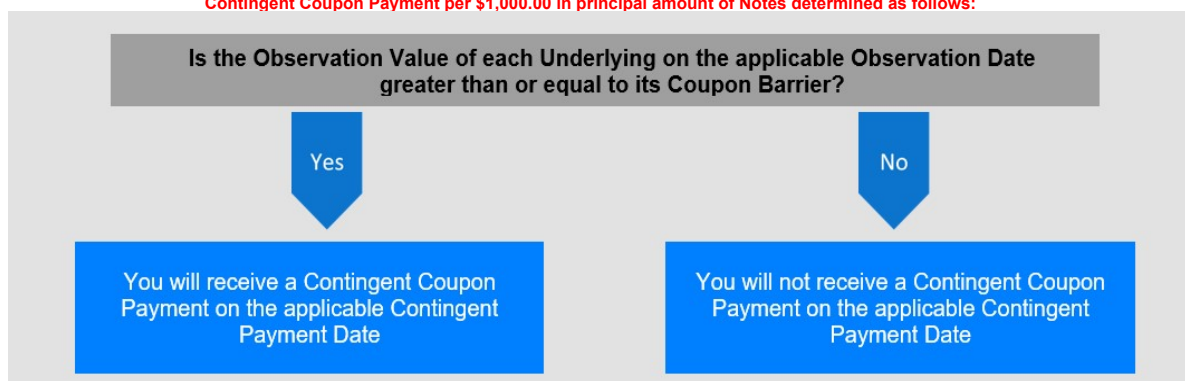 Contingent Coupon Payment per $1,000.00 in principal amount of Notes determined as follows:
Is the Observation Value of each Underlying on the applicable Observation Date
greater than or equal to its Coupon Barrier?
Yes
No
You will receive a Contingent Coupon
Payment on the applicable Contingent
Payment Date
You will not receive a Contingent Coupon
Payment on the applicable Contingent
Payment Date